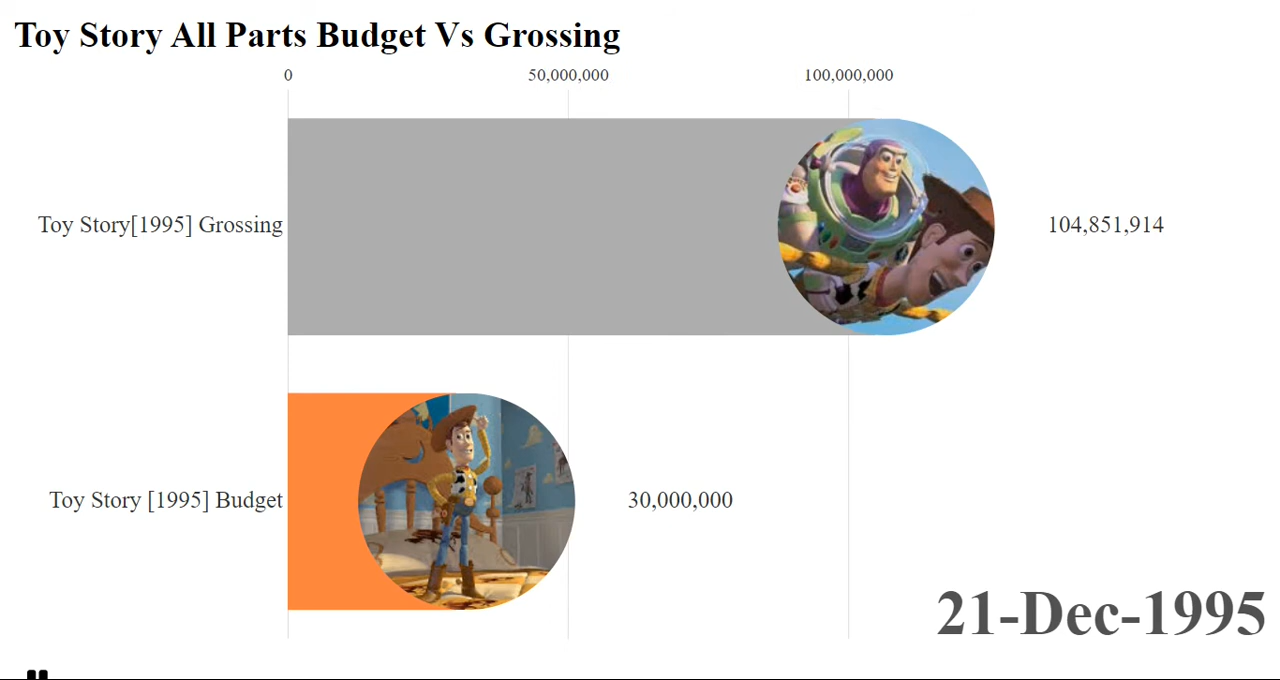 Toy Story All Parts Budget Vs Grossing
0 50,000,000 100,000,000
Toy Story[1995] Grossing 104,851,914
Toy Story [1995] Budget 30,000,000
21-Dec-1995